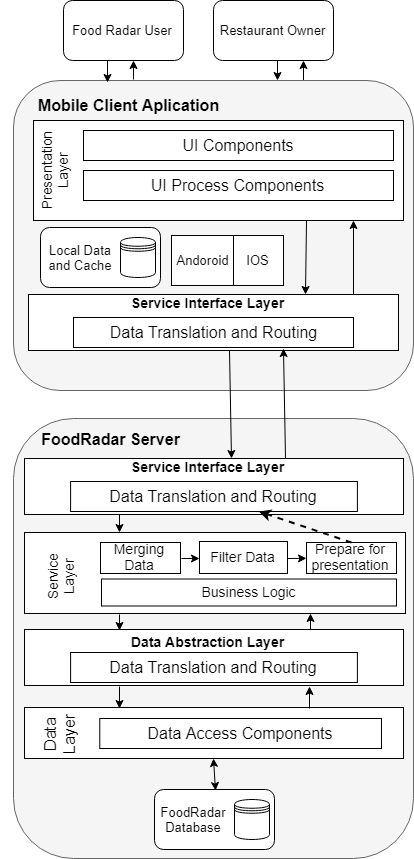 Food Radar User
Restaurant Owner
Mobile Client Aplication
Presentation
Layer
UI Components
UI Process Components
Local Data
and Cache
Andoroid
IOS
Service Interface Layer
Data Translation and Routing
FoodRadar Server
Service Interface Layer
Data Translation and Routing
Service
Layer
Merging
Data
Filter Data
Prepare for
presentation
Business Logic
Data Abstraction Layer
Data Translation and Routing
Data
Layer
Data Access Components
FoodRadar
Database